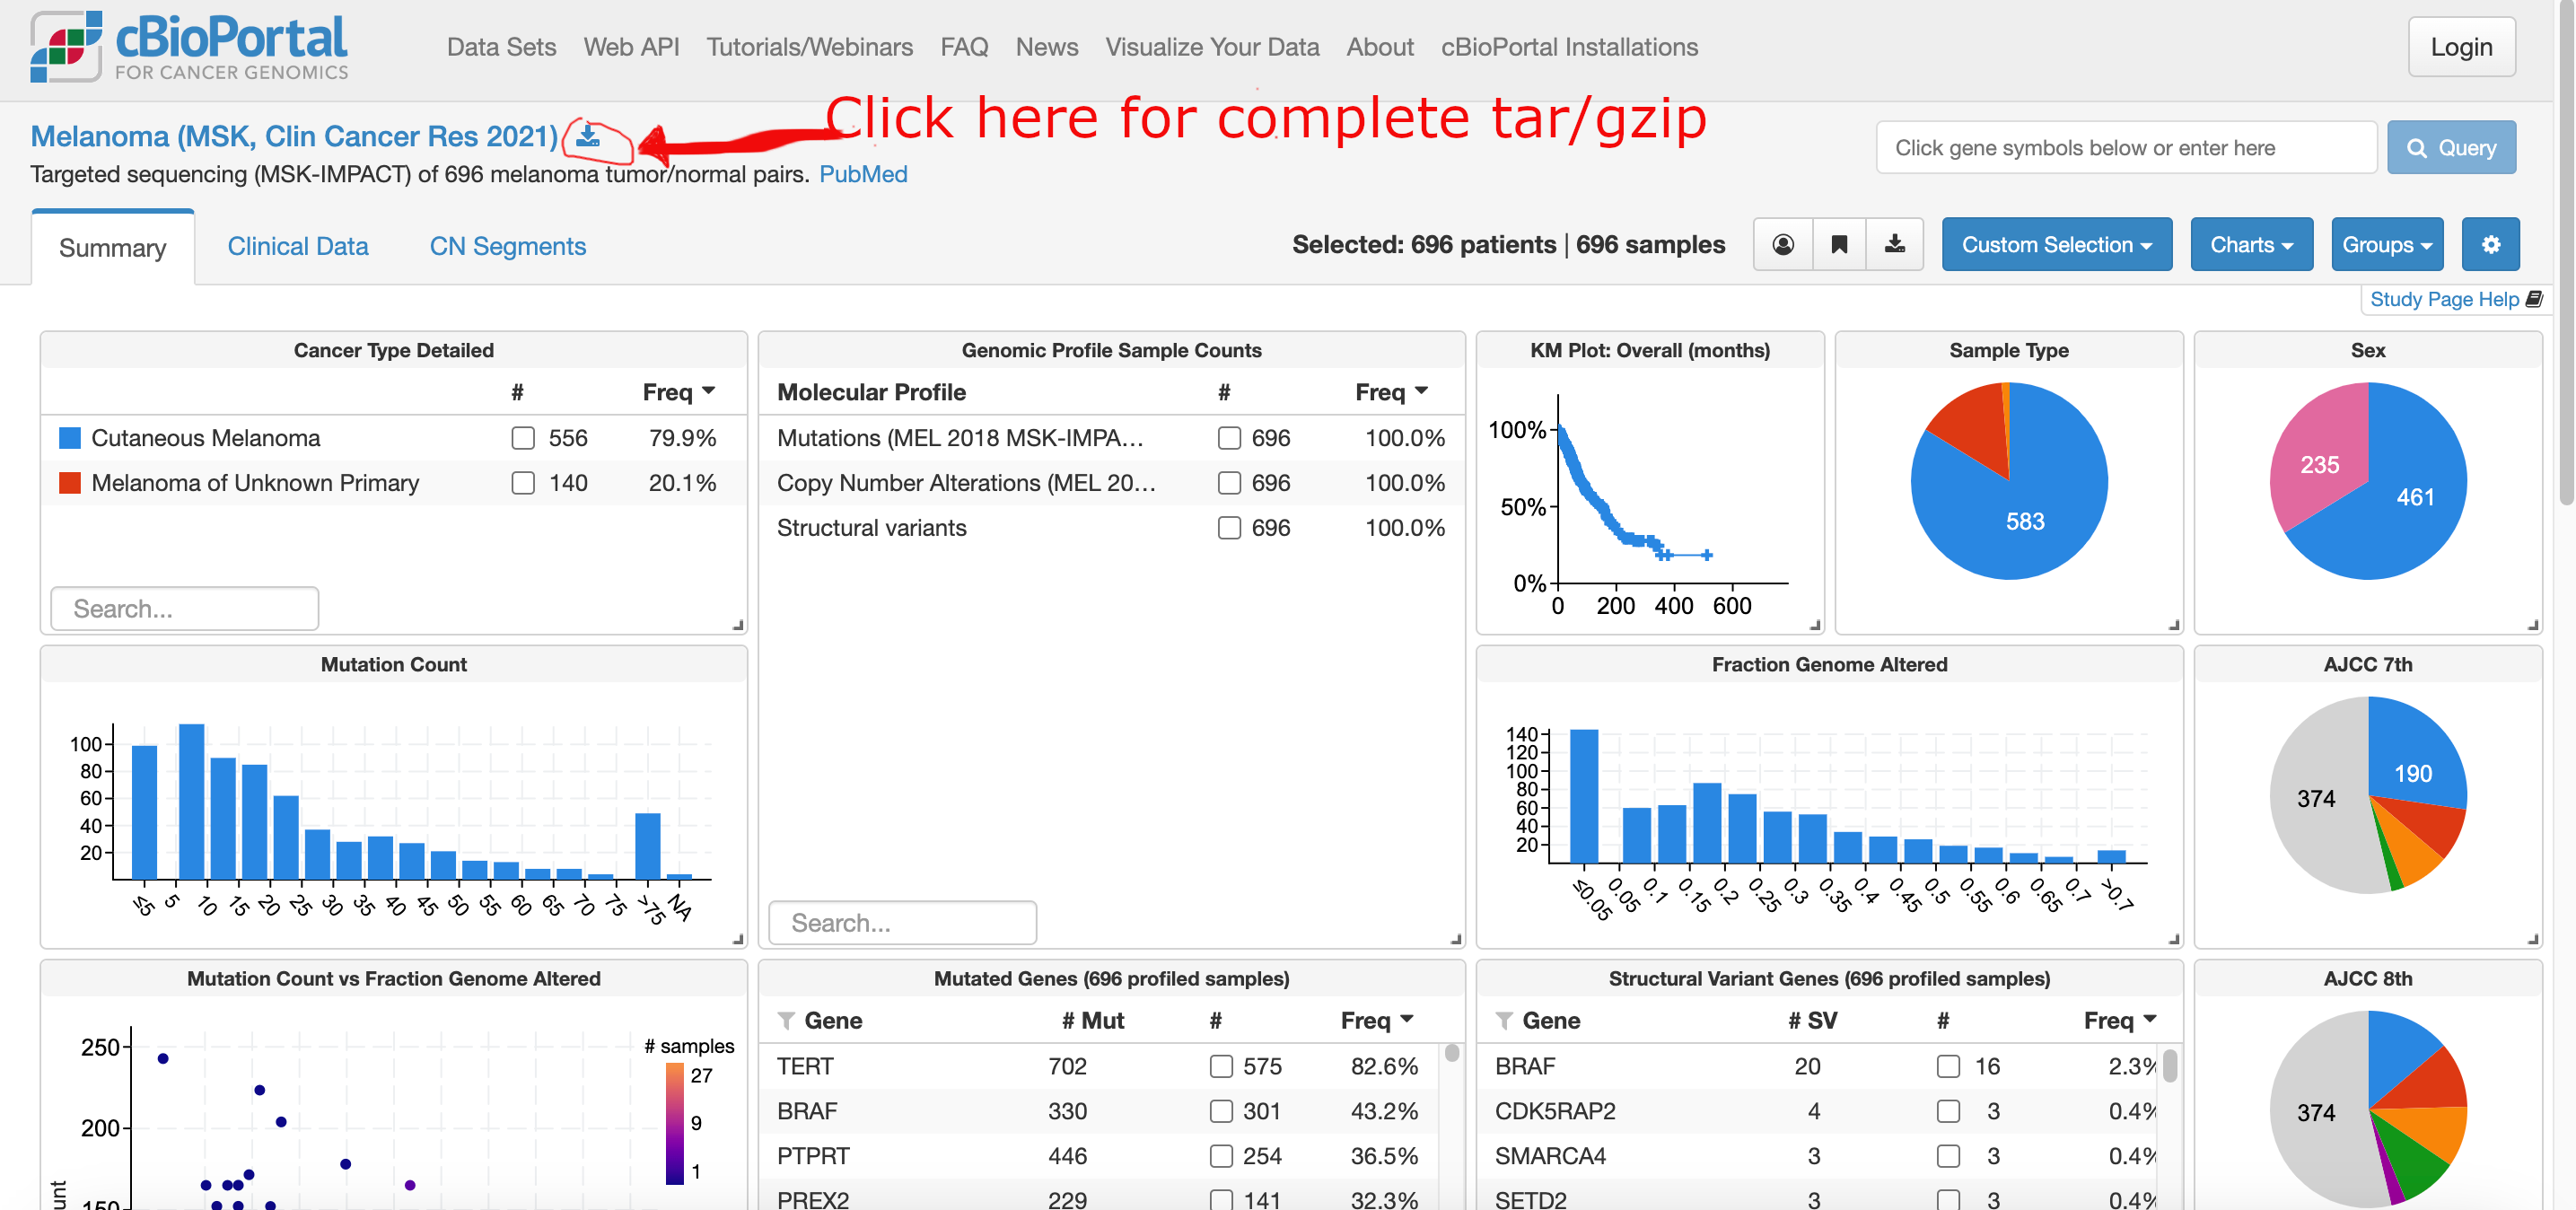 cBioPortal
FOR CANCER GENOMICS
Data Sets Web API Tutorials/Webinars FAQ News Visualize Your Data About cBioPortal Installations
Login
Click here for complete tar/gzip
Melanoma (MSK, Clin Cancer Res 2021)
Click gene symbols below or enter here
Query
Targeted sequencing (MSK-IMPACT) of 696 melanoma tumor/normal pairs. PubMed
Summary Clinical Data CN Segments
Selected: 696 patients | 696 samples
Custom Selection Charts Groups
Study Page Help
Cancer Type Detailed
# Freq
Cutaneous Melanoma 556 79.9%
Melanoma of Unknown Primary 140 20.1%
Search...
Genomic Profile Sample Counts
Molecular Profile # Freq
Mutations (MEL 2018 MSK-IMPA... 696 100.0%
Copy Number Alterations (MEL 20... 696 100.0%
Structural variants 696 100.0%
Search...
KM Plot: Overall (months)
100%
50%
0%
0 200 400 600
Sample Type
583
Sex
235
461
Mutation Count
100
80
60
40
20
≤5 5 10 15 20 25 30 35 40 45 50 55 60 65 70 75 >75 NA
Fraction Genome Altered
140
120
100
80
60
40
20
≤0.05 0.05 0.1 0.15 0.2 0.25 0.3 0.35 0.4 0.45 0.5 0.55 0.6 0.65 0.7 >0.7
AJCC 7th
190
374
Mutation Count vs Fraction Genome Altered
250
200
150
# samples
27
9
1
Mutated Genes (696 profiled samples)
Gene # Mut # Freq
TERT 702 575 82.6%
BRAF 330 301 43.2%
PTPRT 446 254 36.5%
PREX2 229 141 32.3%
Structural Variant Genes (696 profiled samples)
Gene # SV # Freq
BRAF 20 16 2.3%
CDK5RAP2 4 3 0.4%
SMARCA4 3 3 0.4%
SETD2 3 3 0.4%
AJCC 8th
374